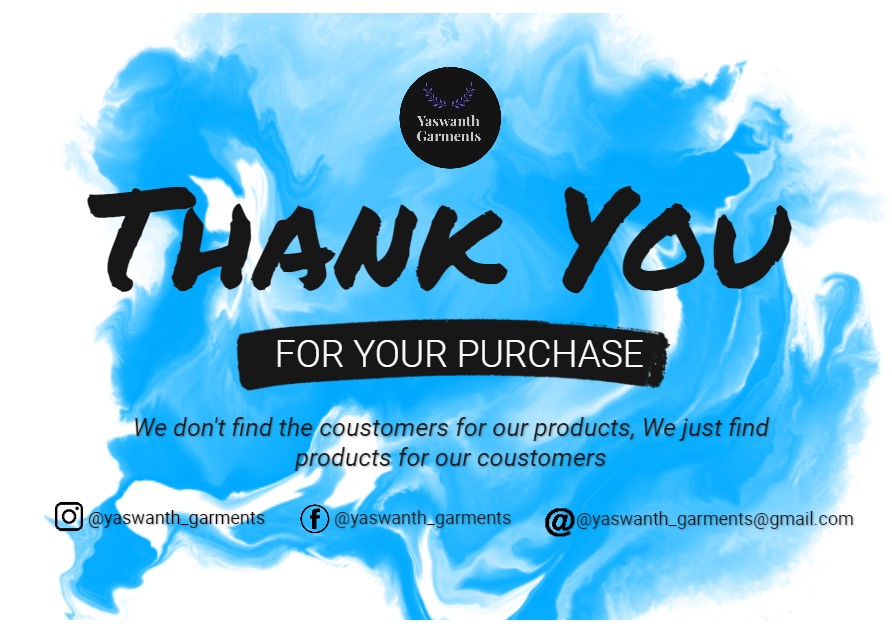 Yaswanth
Garments
THANK YOU
FOR YOUR PURCHASE
We don't find the coustomers for our products, We just find
products for our coustomers
@yaswanth_garments @yaswanth_garments @yaswanth_garments@gmail.com